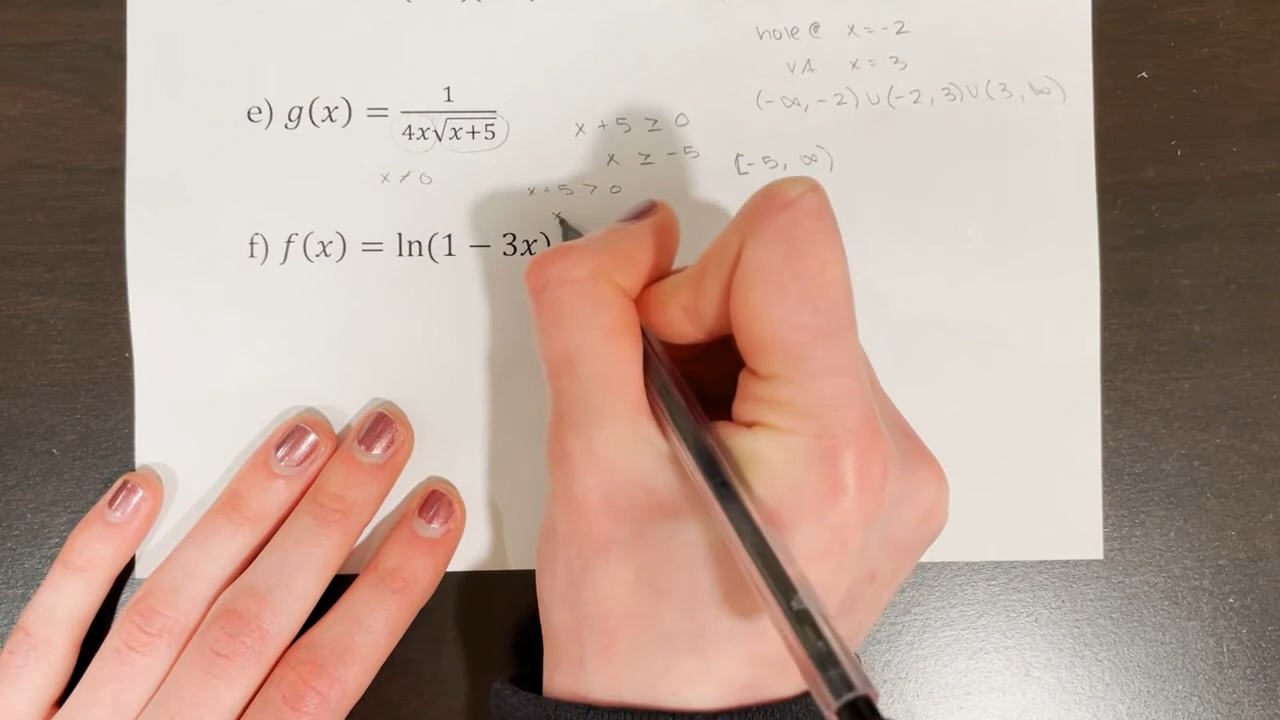 hole @ x = -2
VA x = 3
(-∞, -2) ∪ (-2, 3) ∪ (3, ∞)
e) g(x) = 1 / 4x√x+5
x + 5 ≥ 0
x ≥ -5 [-5, ∞)
x ≠ 0
x + 5 > 0
x
f) f(x) = ln(1 − 3x)